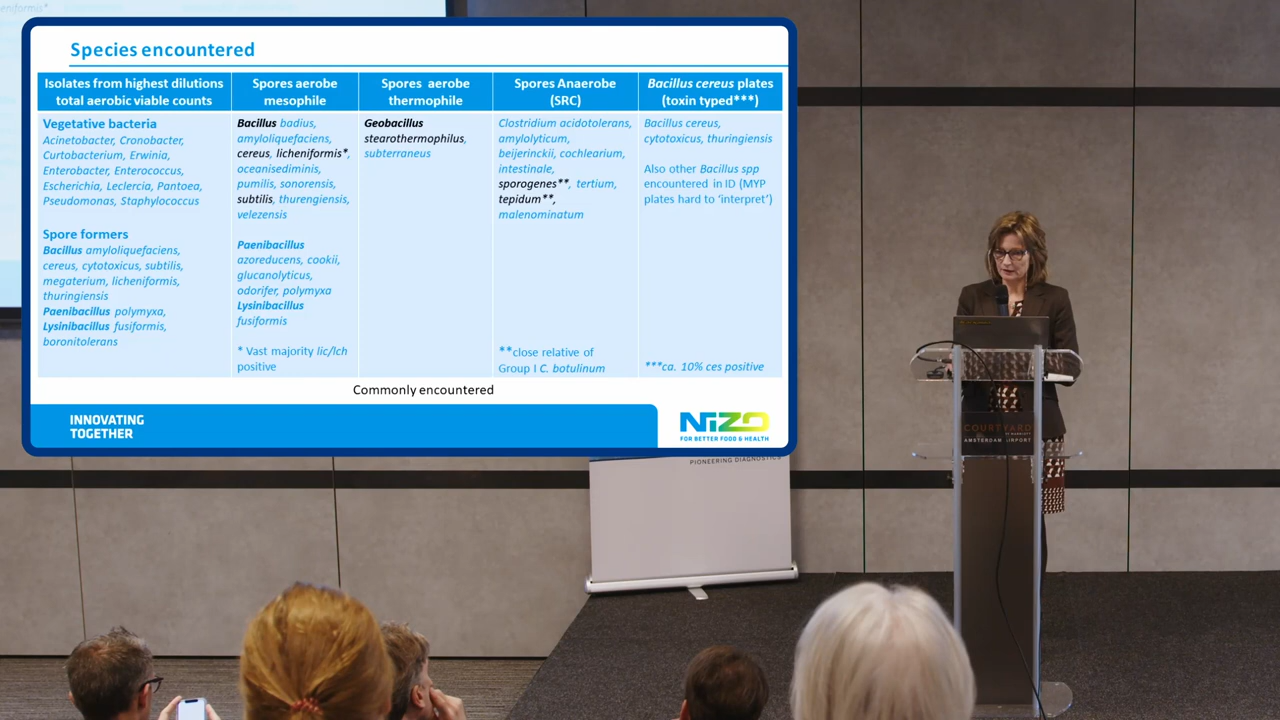 eniformis*
Species encountered
Isolates from highest dilutions
total aerobic viable counts
Spores aerobe
mesophile
Spores aerobe
thermophile
Spores Anaerobe
(SRC)
Bacillus cereus plates
(toxin typed***)
Vegetative bacteria
Acinetobacter, Cronobacter,
Curtobacterium, Erwinia,
Enterobacter, Enterococcus,
Escherichia, Leclercia, Pantoea,
Pseudomonas, Staphylococcus
Spore formers
Bacillus amyloliquefaciens,
cereus, cytotoxicus, subtilis,
megaterium, licheniformis,
thuringiensis
Paenibacillus polymyxa,
Lysinibacillus fusiformis,
boronitolerans
Bacillus badius,
amyloliquefaciens,
cereus, licheniformis*,
oceanisediminis,
pumilis, sonorensis,
subtilis, thurengiensis,
velezensis
Paenibacillus
azoreducens, cookii,
glucanolyticus,
odorifer, polymyxa
Lysinibacillus
fusiformis
* Vast majority lic/lch
positive
Geobacillus
stearothermophilus,
subterraneus
Clostridium acidotolerans,
amylolyticum,
beijerinckii, cochlearium,
intestinale,
sporogenes**, tertium,
tepidum**,
malenominatum
**close relative of
Group I C. botulinum
Bacillus cereus,
cytotoxicus, thuringiensis
Also other Bacillus spp
encountered in ID (MYP
plates hard to 'interpret')
***ca. 10% ces positive
Commonly encountered
INNOVATING
TOGETHER
NIZO
FOR BETTER FOOD & HEALTH
PIONEERING DIAGNOSTICS
COURTYARD
AMSTERDAM AIRPORT